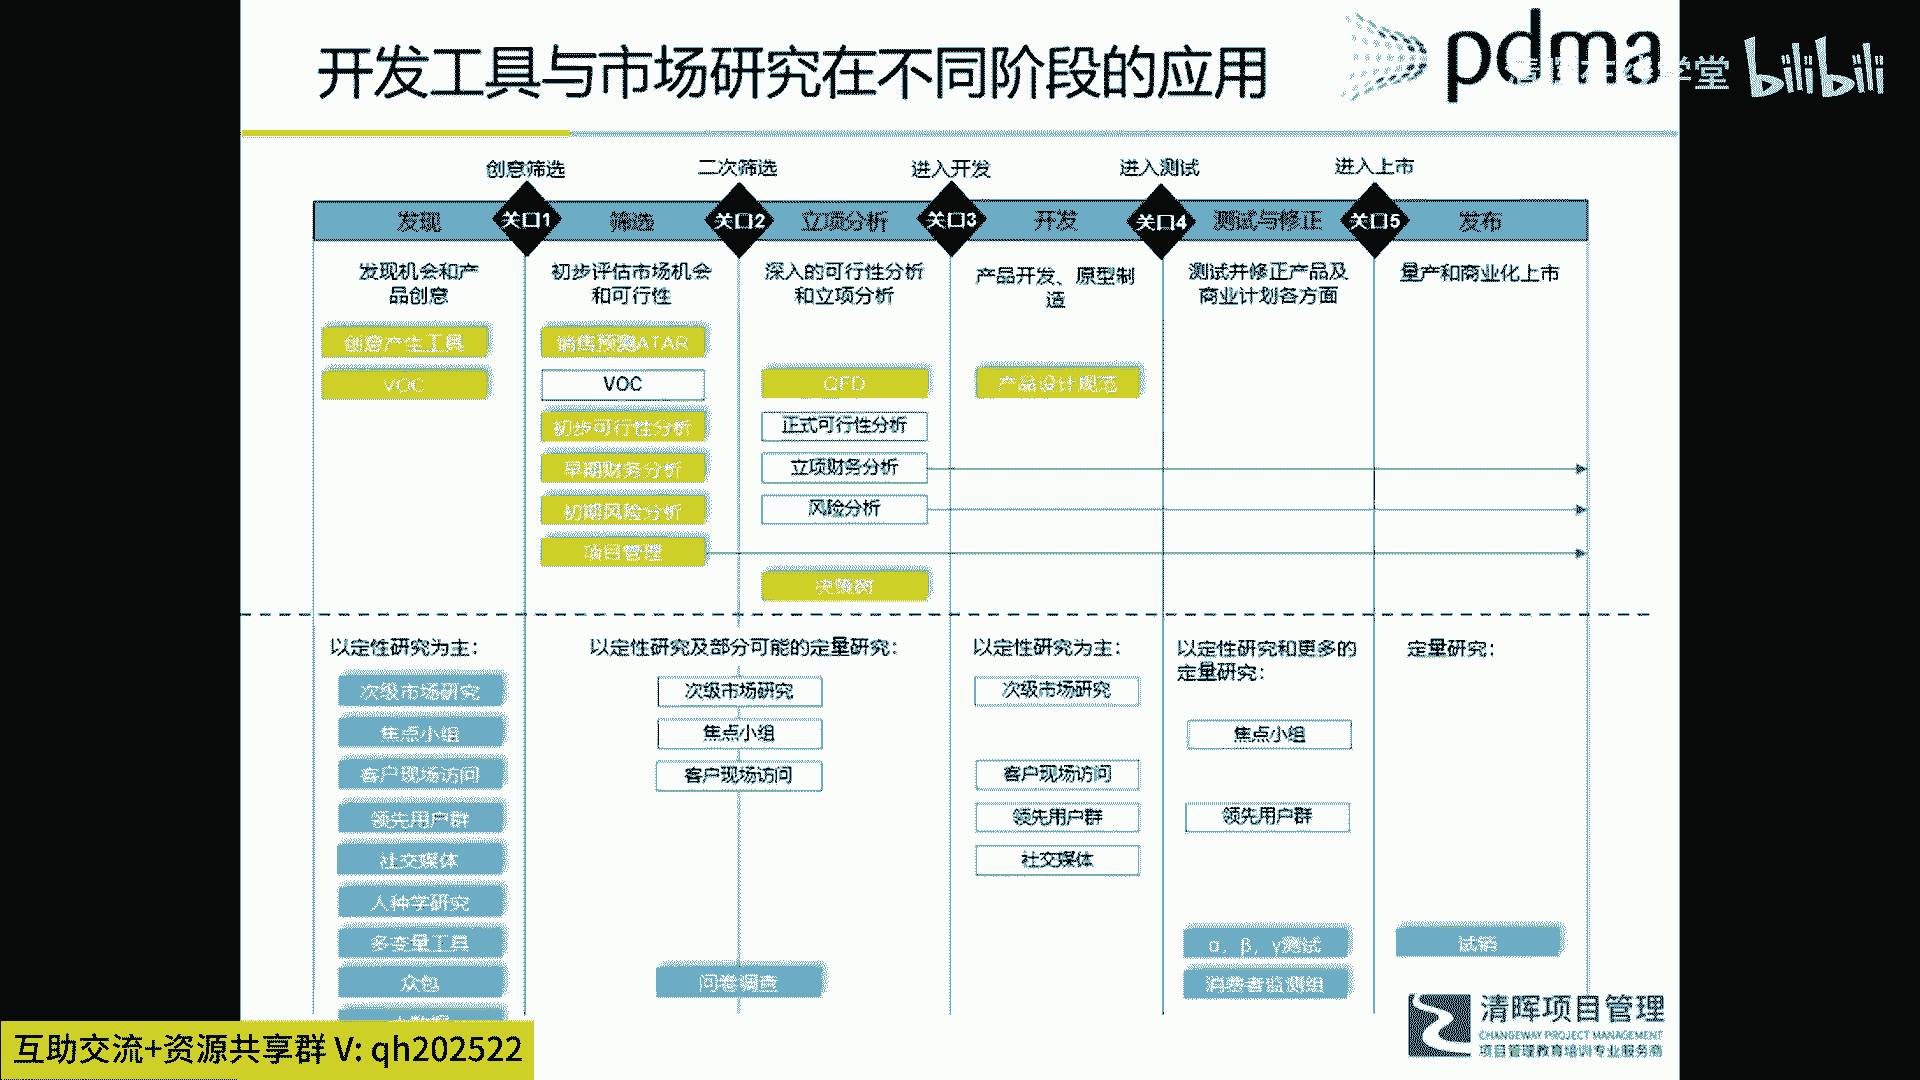 开发工具与市场研究在不同阶段的应用
pdma
学堂
bilibili
创意筛选
二次筛选
进入开发
进入测试
进入上市
发现
关口1
筛选
关口2
立项分析
关口3
开发
关口4
测试与修正
关口5
发布
发现机会和产
品创意
初步评估市场机会
和可行性
深入的可行性分析
和立项分析
产品开发、原型制
造
测试并修正产品及
商业计划各方面
量产和商业化上市
创意产生工具
VOC
销售预测ATAR
VOC
初步可行性分析
早期财务分析
初期风险分析
项目管理
QFD
正式可行性分析
立项财务分析
风险分析
决策树
产品设计规范
以定性研究为主：
次级市场研究
焦点小组
客户现场访问
领先用户群
社交媒体
人种学研究
多变量工具
众包
以定性研究及部分可能的定量研究：
次级市场研究
焦点小组
客户现场访问
问卷调查
以定性研究为主：
次级市场研究
客户现场访问
领先用户群
社交媒体
以定性研究和更多的
定量研究：
焦点小组
领先用户群
α，β，γ测试
消费者监测组
定量研究：
试销
清晖项目管理
CHANGEWAY PROJECT MANAGEMENT
项目管理教育培训专业服务商
互助交流+资源共享群 V: qh202522